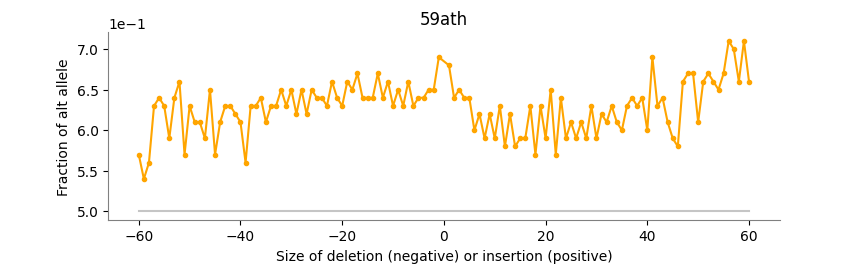 59ath
1e−1
Fraction of alt allele
7.0
6.5
6.0
5.5
5.0
−60 −40 −20 0 20 40 60
Size of deletion (negative) or insertion (positive)